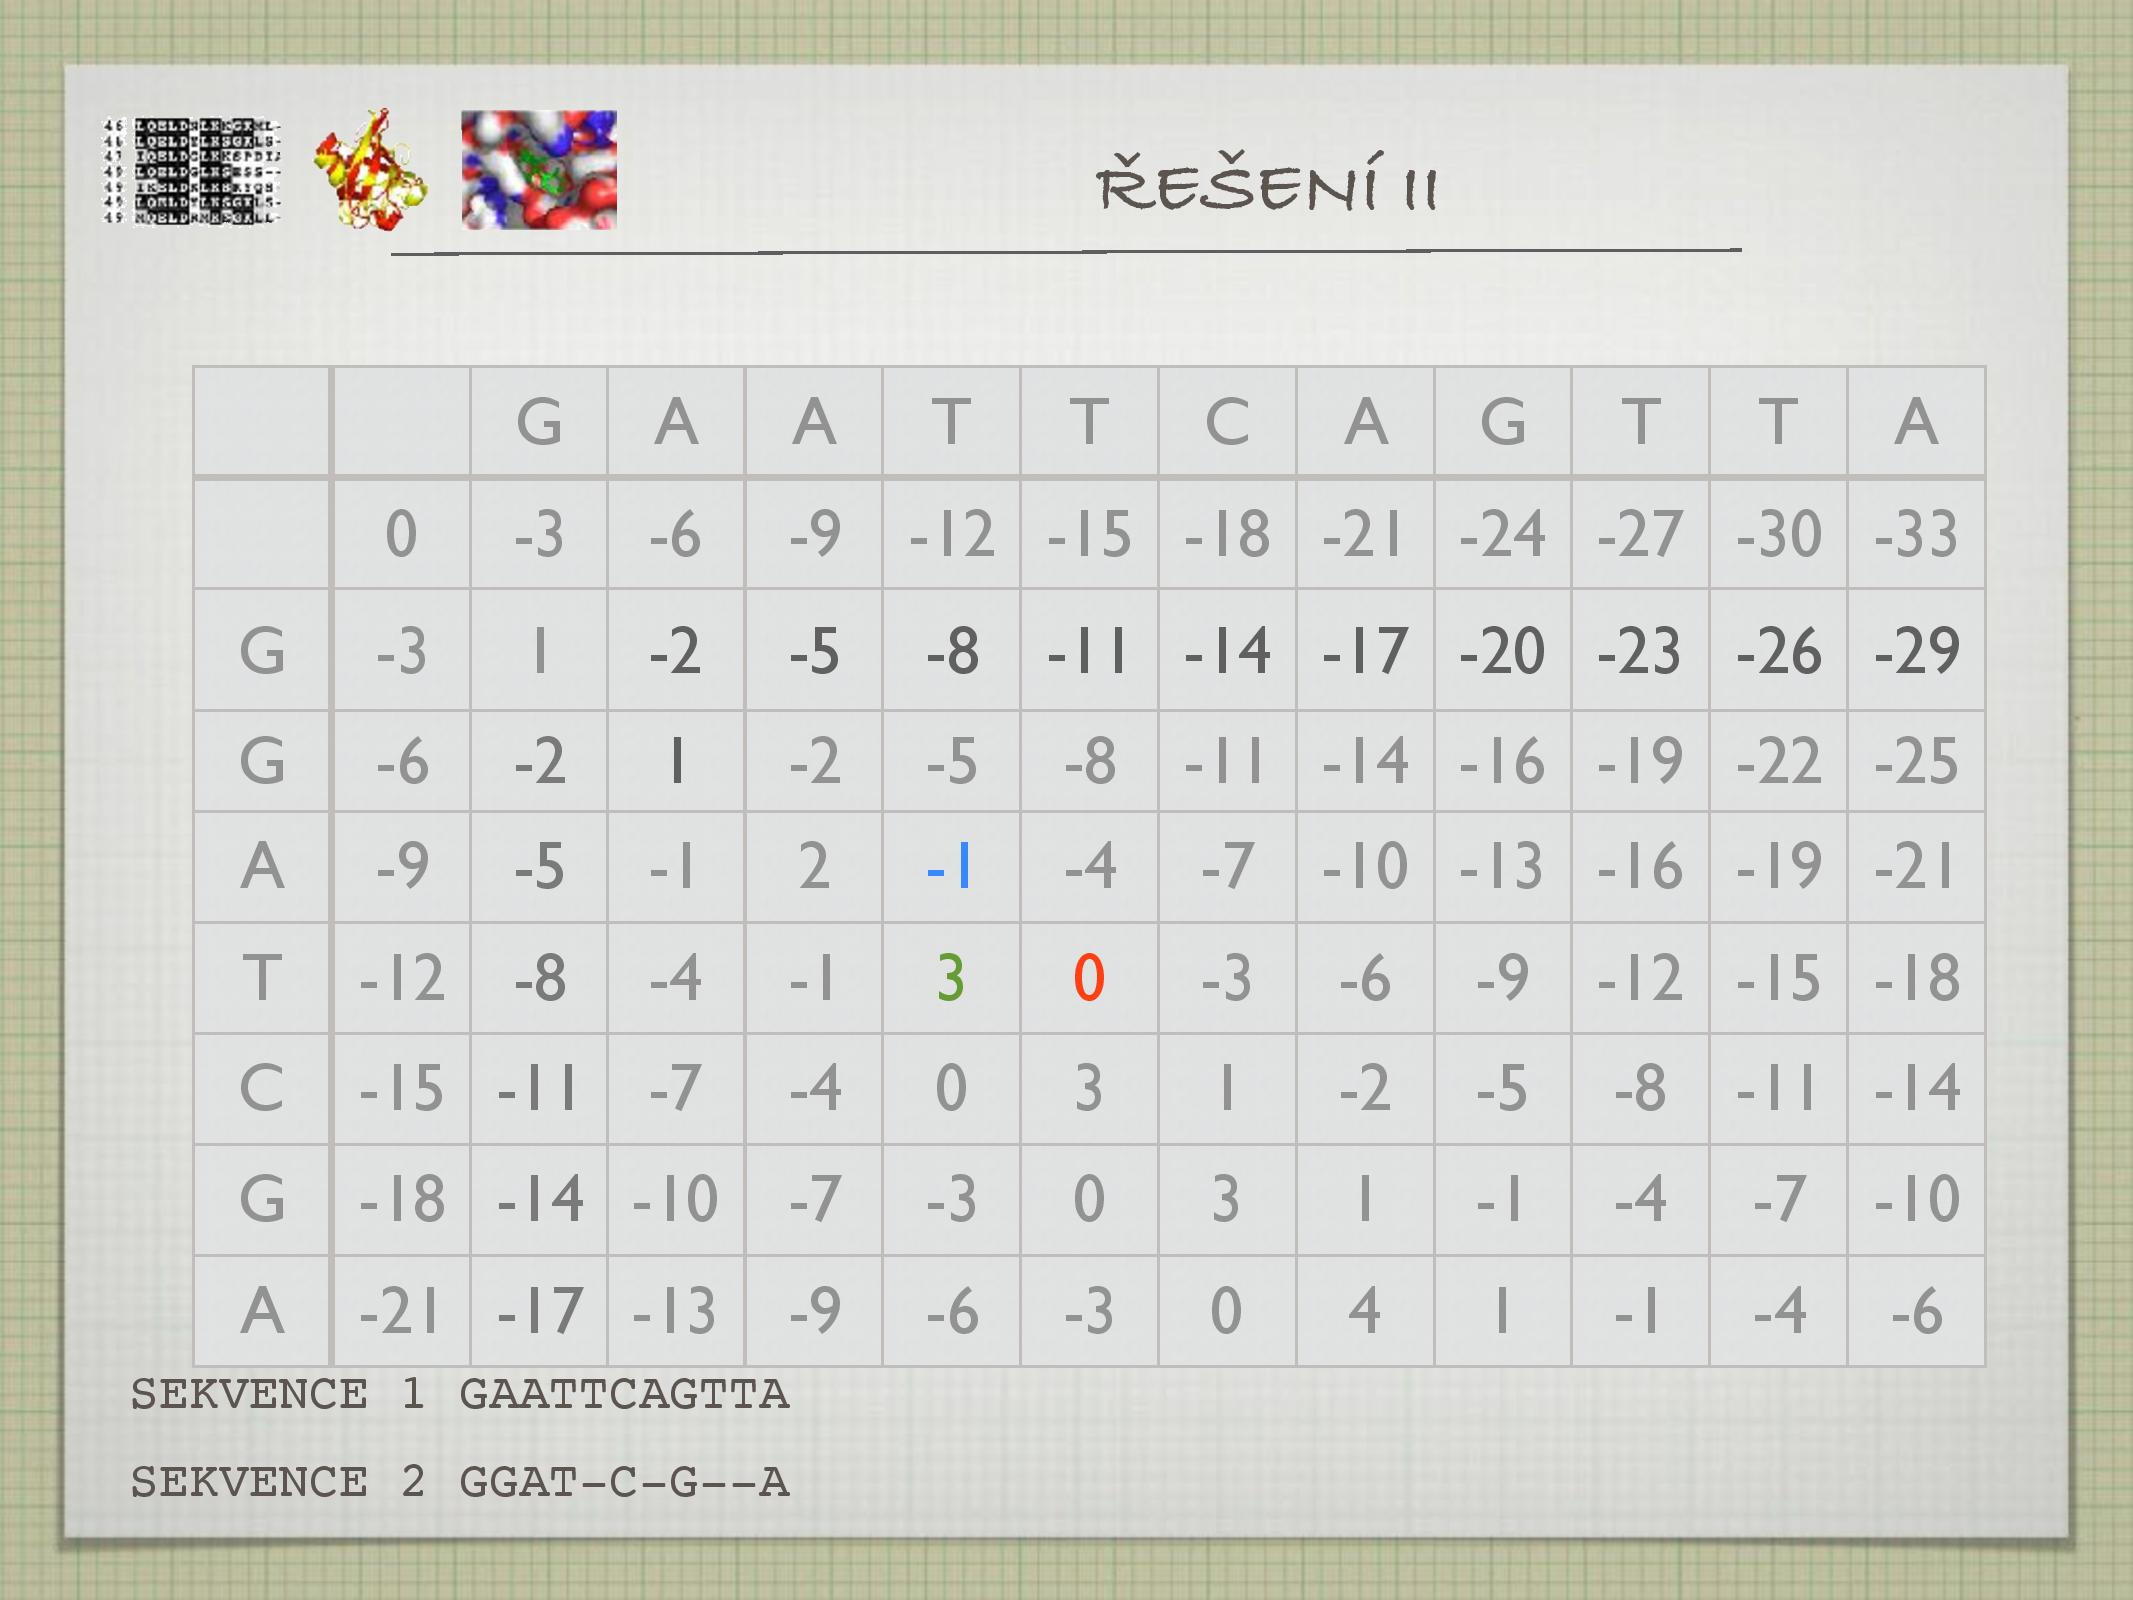 ŘEŠENÍ II
G A A T T C A G T T A
0 -3 -6 -9 -12 -15 -18 -21 -24 -27 -30 -33
G -3 1 -2 -5 -8 -11 -14 -17 -20 -23 -26 -29
G -6 -2 1 -2 -5 -8 -11 -14 -16 -19 -22 -25
A -9 -5 -1 2 -1 -4 -7 -10 -13 -16 -19 -21
T -12 -8 -4 -1 3 0 -3 -6 -9 -12 -15 -18
C -15 -11 -7 -4 0 3 1 -2 -5 -8 -11 -14
G -18 -14 -10 -7 -3 0 3 1 -1 -4 -7 -10
A -21 -17 -13 -9 -6 -3 0 4 1 -1 -4 -6
SEKVENCE 1 GAATTCAGTTA
SEKVENCE 2 GGAT-C-G--A